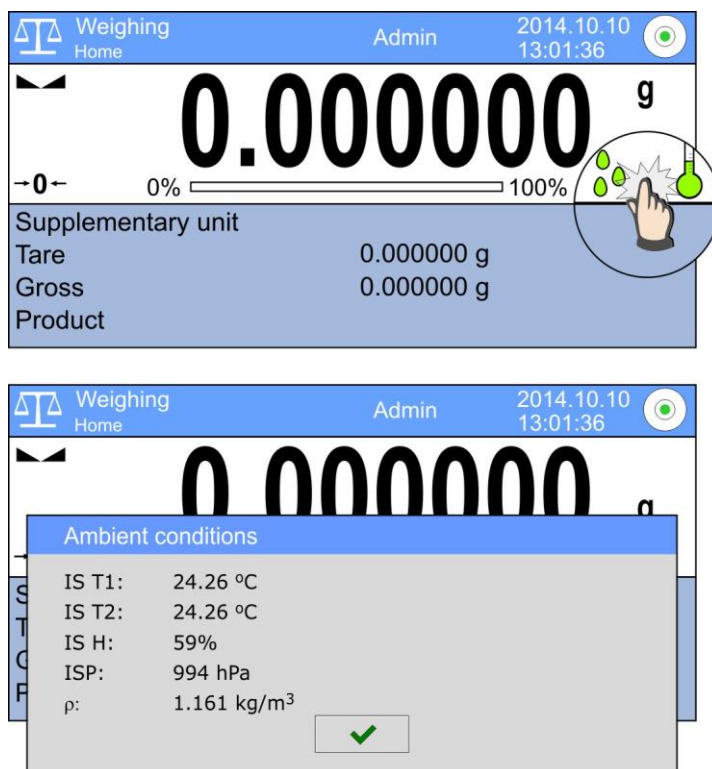 Weighing
Home
Admin
2014.10.10
13:01:36
0.000000 g
→0←
0% 100%
Supplementary unit
Tare 0.000000 g
Gross 0.000000 g
Product
Weighing
Home
Admin
2014.10.10
13:01:36
0.000000 g
Ambient conditions
IS T1: 24.26 ºC
IS T2: 24.26 ºC
IS H: 59%
ISP: 994 hPa
ρ: 1.161 kg/m³